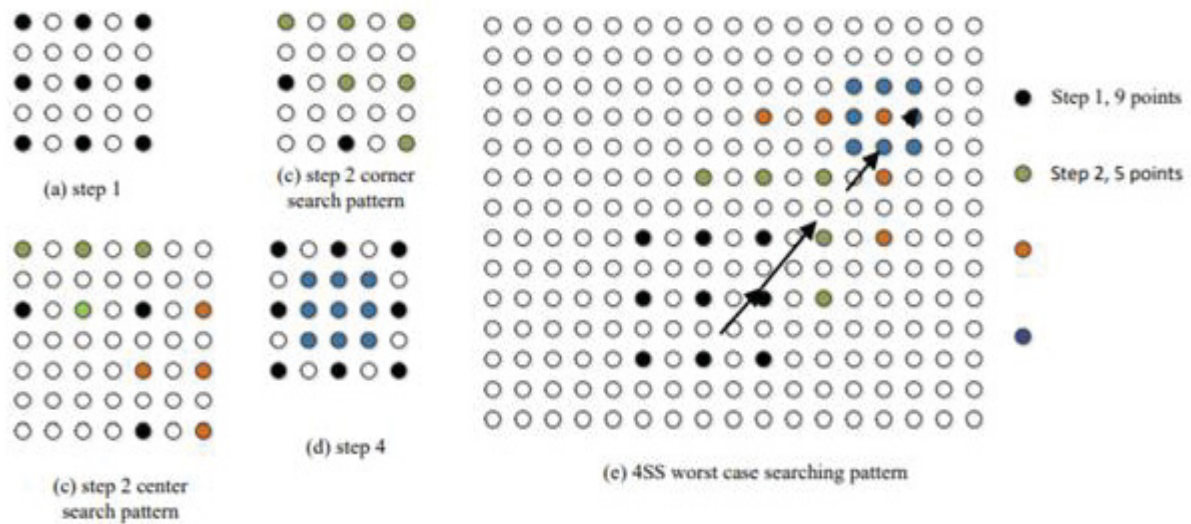 (a) step 1
(c) step 2 corner
search pattern
(c) step 2 center
search pattern
(d) step 4
(e) 4SS worst case searching pattern
Step 1, 9 points
Step 2, 5 points